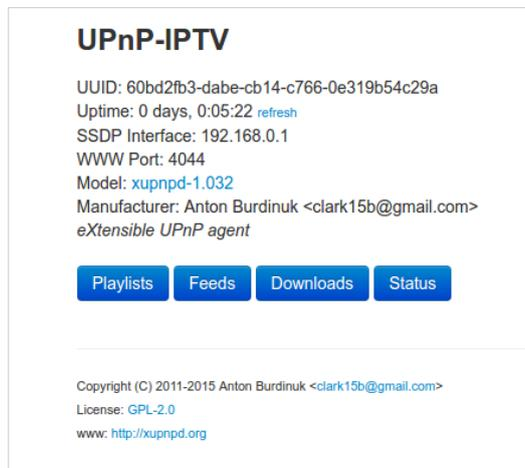 UPnP-IPTV
UUID: 60bd2fb3-dabe-cb14-c766-0e319b54c29a
Uptime: 0 days, 0:05:22 refresh
SSDP Interface: 192.168.0.1
WWW Port: 4044
Model: xupnpd-1.032
Manufacturer: Anton Burdinuk <clark15b@gmail.com>
eXtensible UPnP agent
Playlists Feeds Downloads Status
Copyright (C) 2011-2015 Anton Burdinuk <clark15b@gmail.com>
License: GPL-2.0
www: http://xupnpd.org